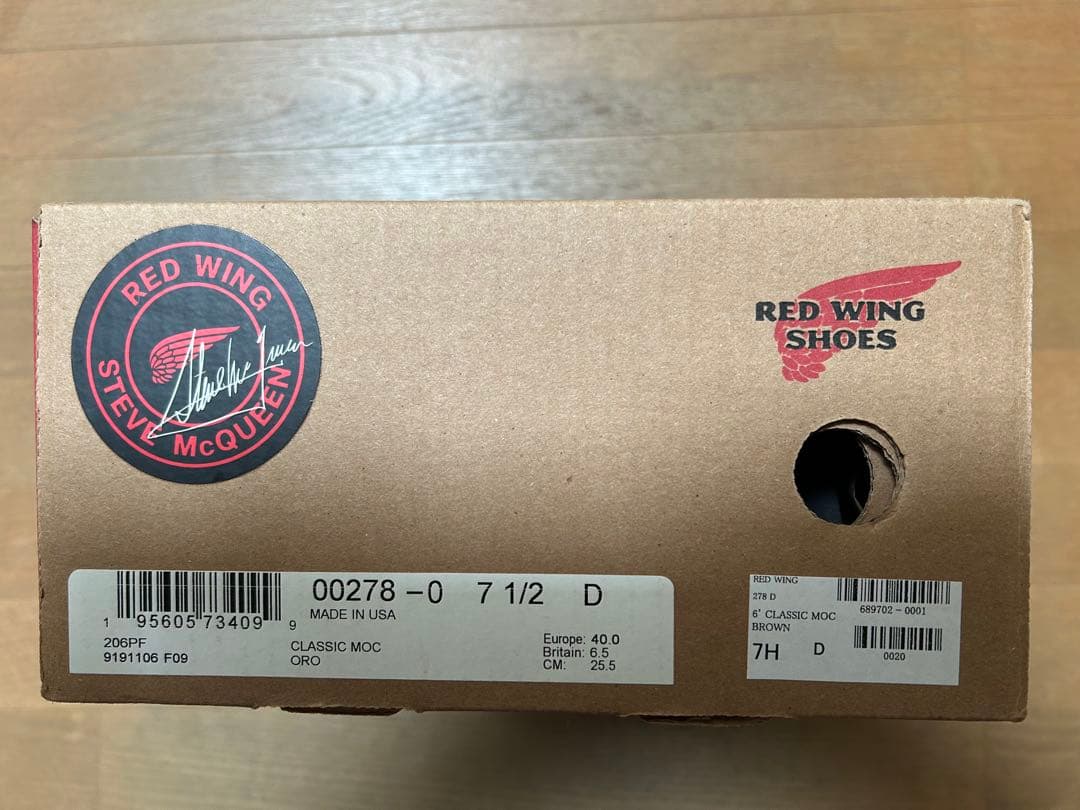 RED WING
Steve McQueen
STEVE McQUEEN
RED WING
SHOES
00278-0 7 1/2 D
MADE IN USA
1 95605 73409 9
206PF
9191106 F09
CLASSIC MOC
ORO
Europe: 40.0
Britain: 6.5
CM: 25.5
RED WING
278 D
689702-0001
6' CLASSIC MOC
BROWN
7H D
0020